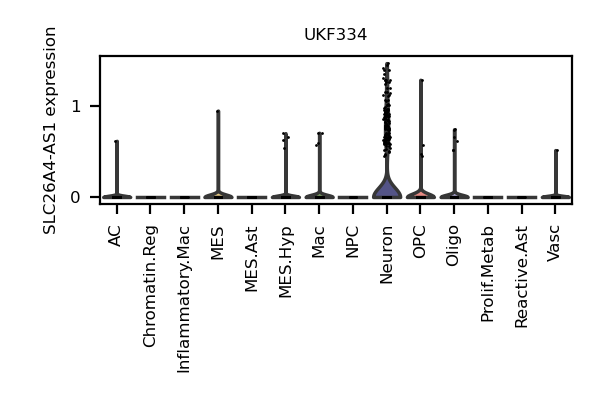 UKF334
SLC26A4-AS1 expression
1
0
AC
Chromatin.Reg
Inflammatory.Mac
MES
MES.Ast
MES.Hyp
Mac
NPC
Neuron
OPC
Oligo
Prolif.Metab
Reactive.Ast
Vasc